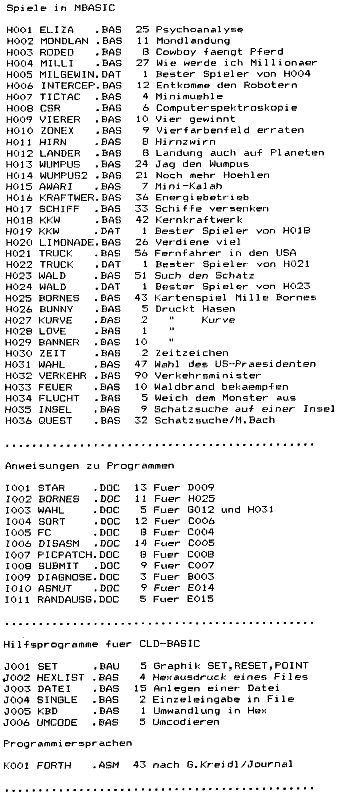 Spiele in MBASIC
H001 ELIZA .BAS 25 Psychoanalyse
H002 MONDLAN .BAS 11 Mondlandung
H003 RODEO .BAS 8 Cowboy faengt Pferd
H004 MILLI .BAS 27 Wie werde ich Millionaer
H005 MILGEWIN.DAT 1 Bester Spieler von H004
H006 INTERCEP.BAS 12 Entkomme den Robotern
H007 TICTAC .BAS 4 Minimuehle
H008 CSR .BAS 6 Computerspektroskopie
H009 VIERER .BAS 10 Vier gewinnt
H010 ZONEX .BAS 9 Vierfarbenfeld erraten
H011 HIRN .BAS 8 Hirnzwirn
H012 LANDER .BAS 8 Landung auch auf Planeten
H013 WUMPUS .BAS 24 Jag den Wumpus
H014 WUMPUS2 .BAS 21 Noch mehr Hoehlen
H015 AWARI .BAS 7 Mini-Kalah
H016 KRAFTWER.BAS 36 Energiebetrieb
H017 SCHIFF .BAS 33 Schiffe versenken
H018 KKW .BAS 42 Kernkraftwerk
H019 KKW .DAT 1 Bester Spieler von H018
H020 LIMONADE.BAS 26 Verdiene viel
H021 TRUCK .BAS 56 Fernfahrer in den USA
H022 TRUCK .DAT 1 Bester Spieler von H021
H023 WALD .BAS 51 Such den Schatz
H024 WALD .DAT 1 Bester Spieler von H023
H025 BORNES .BAS 43 Kartenspiel Mille Bornes
H026 BUNNY .BAS 5 Druckt Hasen
H027 KURVE .BAS 2 " Kurve
H028 LOVE .BAS 1 "
H029 BANNER .BAS 10 "
H030 ZEIT .BAS 2 Zeitzeichen
H031 WAHL .BAS 47 Wahl des US-Praesidenten
H032 VERKEHR .BAS 90 Verkehrsminister
H033 FEUER .BAS 10 Waldbrand bekaempfen
H034 FLUCHT .BAS 5 Weich dem Monster aus
H035 INSEL .BAS 9 Schatzsuche auf einer Insel
H036 QUEST .BAS 32 Schatzsuche/M.Bach
Anweisungen zu Programmen
I001 STAR .DOC 13 Fuer D009
I002 BORNES .DOC 11 Fuer H025
I003 WAHL .DOC 5 Fuer G012 und H031
I004 SORT .DOC 12 Fuer C006
I005 FC .DOC 8 Fuer C004
I006 DISASM .DOC 14 Fuer C005
I007 PICPATCH.DOC 8 Fuer C008
I008 SUBMIT .DOC 9 Fuer C007
I009 DIAGNOSE.DOC 3 Fuer B003
I010 ASMUT .DOC 9 Fuer E014
I011 RANDAUSG.DOC 5 Fuer E015
Hilfsprogramme fuer CLD-BASIC
J001 SET .BAU 5 Graphik SET,RESET,POINT
J002 HEXLIST .BAS 4 Hexausdruck eines Files
J003 DATEI .BAS 15 Anlegen einer Datei
J004 SINGLE .BAS 2 Einzeleingabe in File
J005 KBD .BAS 1 Umwandlung in Hex
J006 UMCODE .BAS 5 Umcodieren
Programmiersprachen
K001 FORTH .ASM 43 nach G.Kreidl/Journal